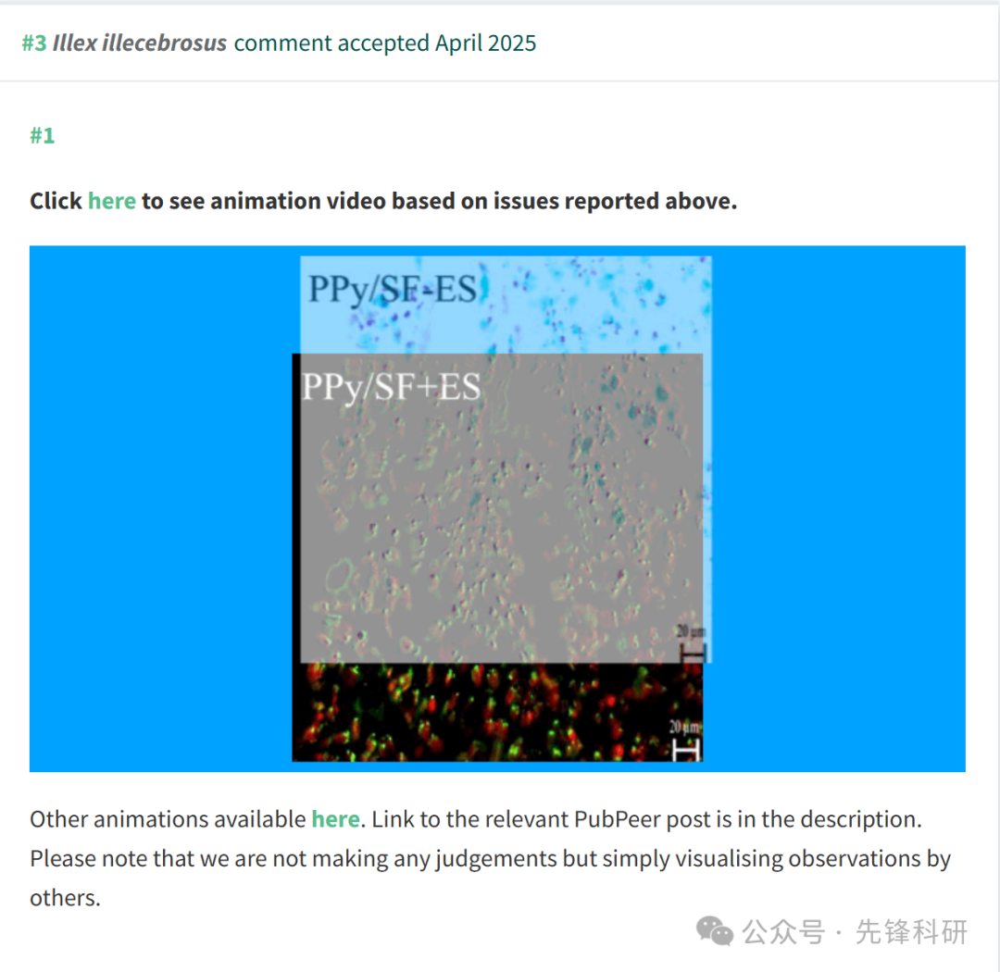 #3 Illex illecebrosus comment accepted April 2025
#1
Click here to see animation video based on issues reported above.
PPy/SF-ES
PPy/SF+ES
20 μm
20 μm
Other animations available here. Link to the relevant PubPeer post is in the description.
Please note that we are not making any judgements but simply visualising observations by
others.
公众号 · 先锋科研